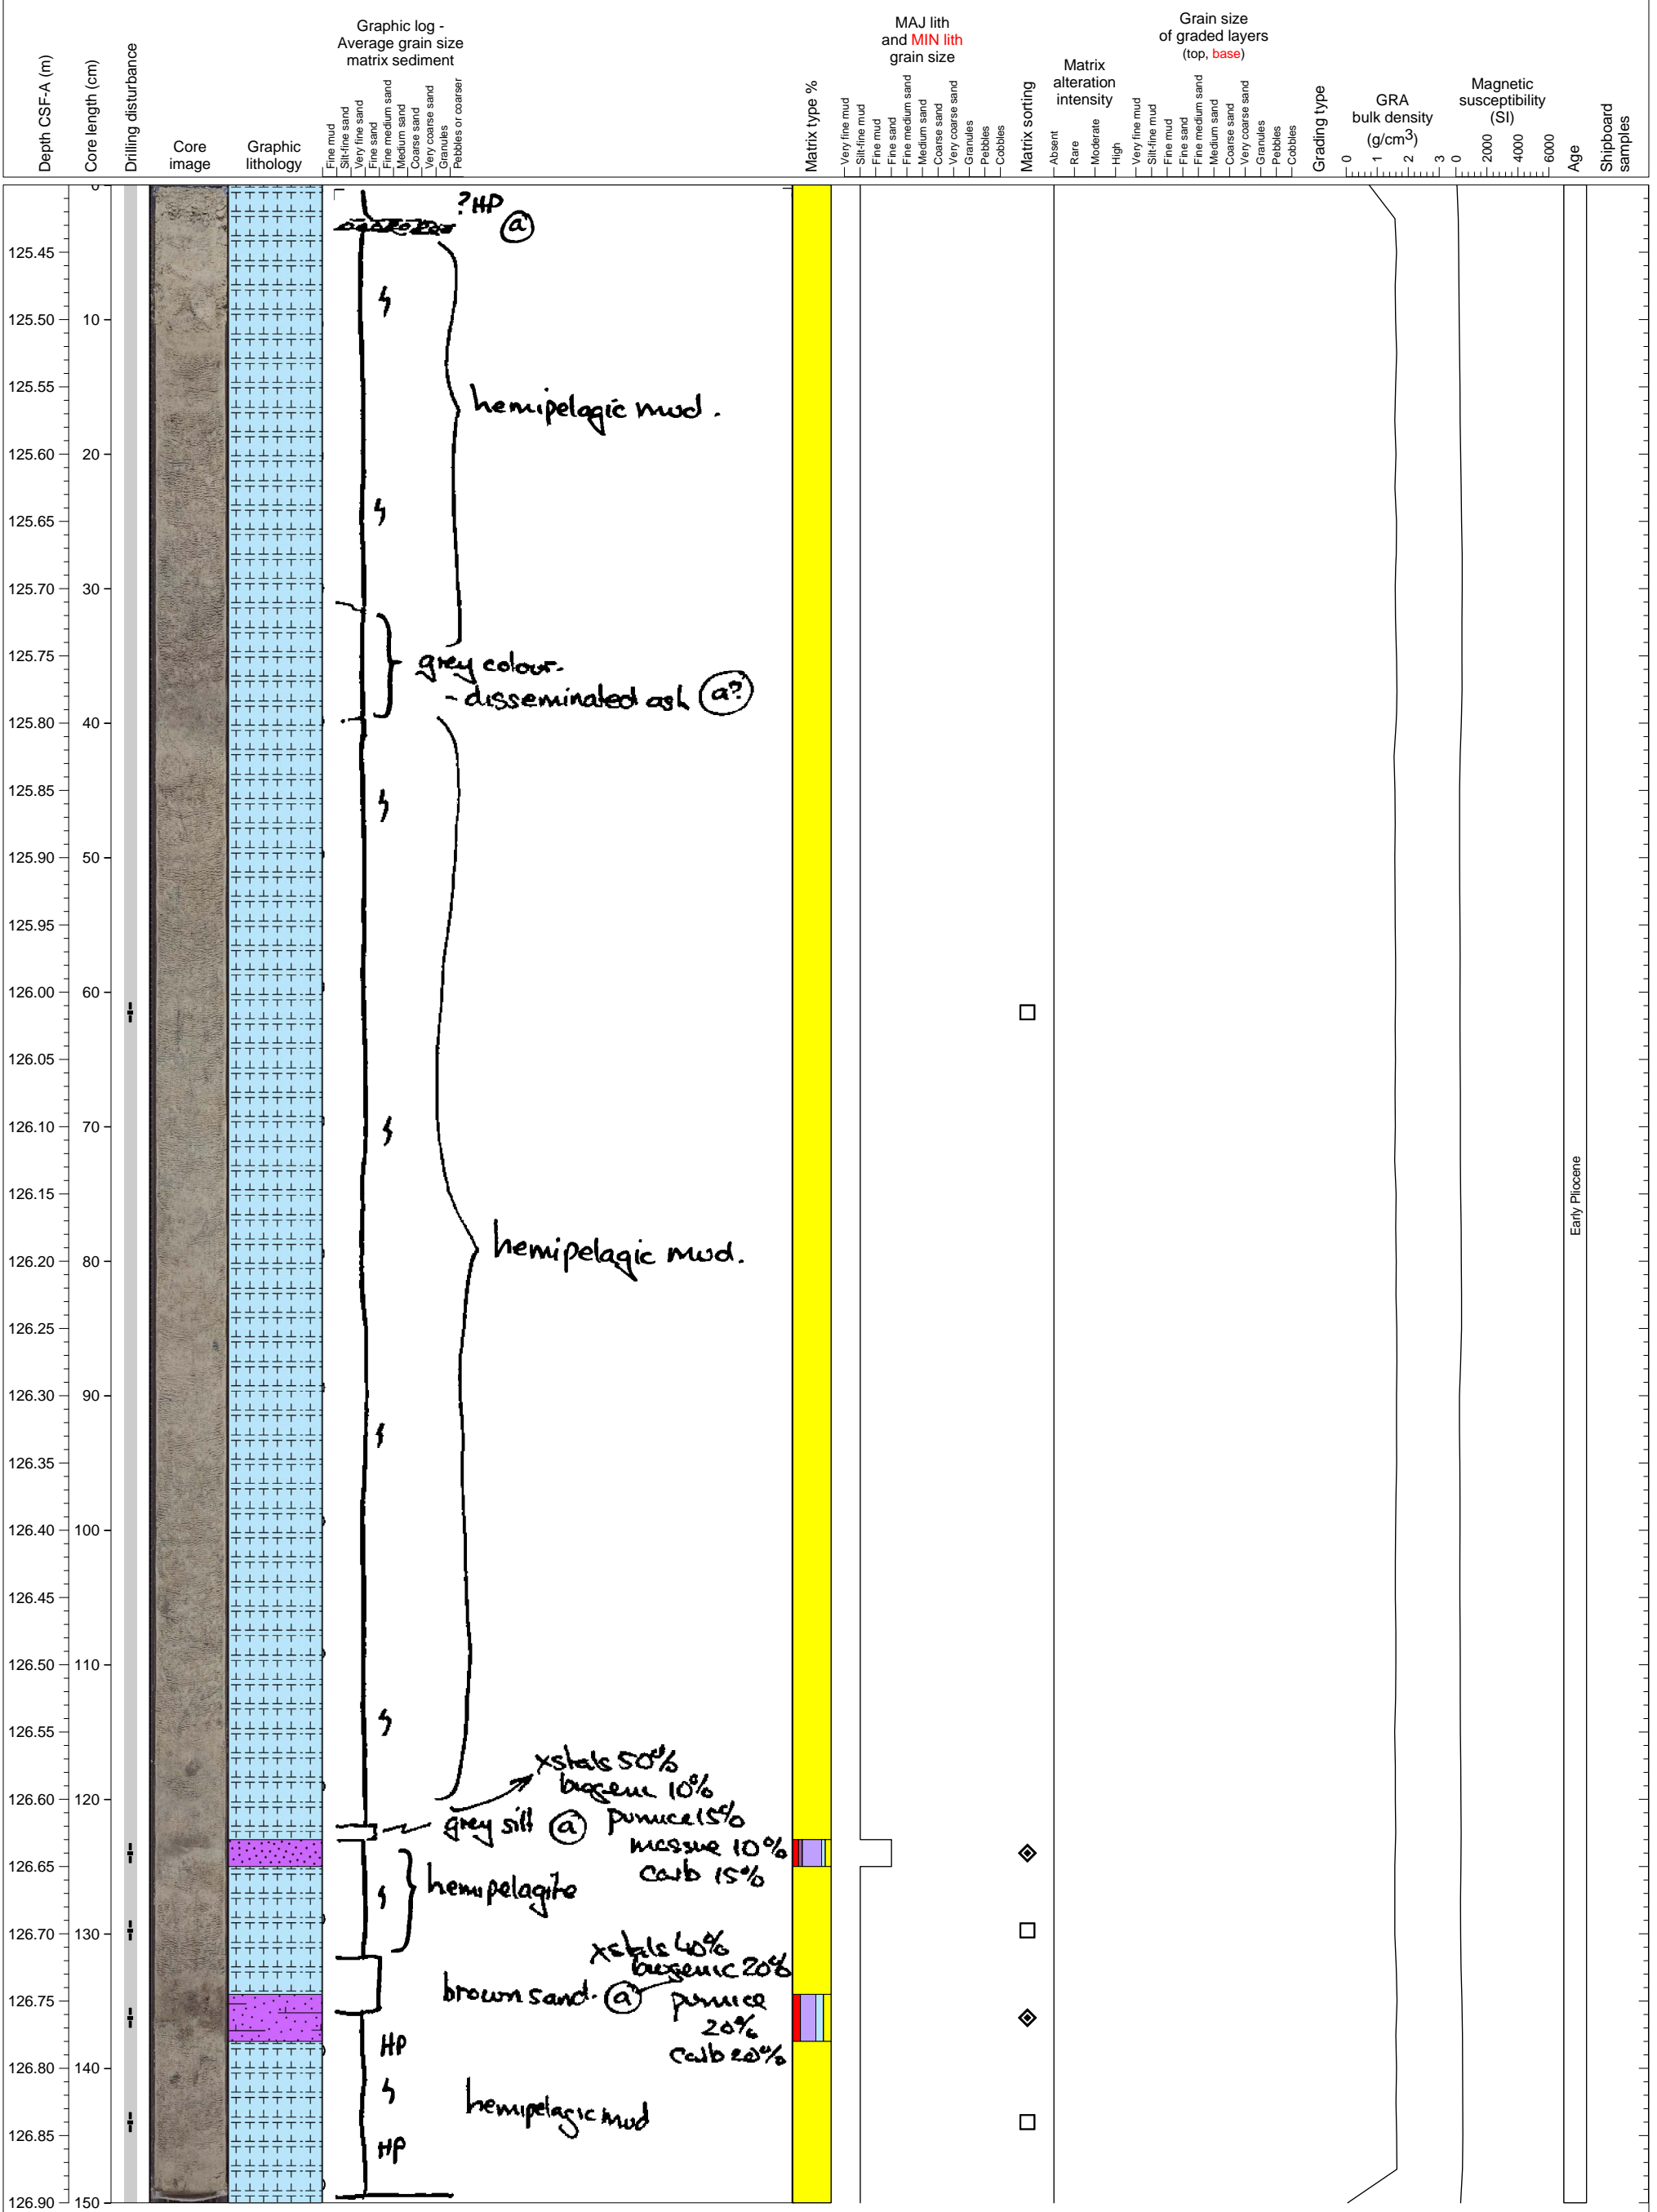 Depth CSF-A (m)
Core length (cm)
Drilling disturbance
Core
image
Graphic
lithology
Graphic log -
Average grain size
matrix sediment
Fine mud
Silt-fine sand
Very fine sand
Fine sand
Fine medium sand
Medium sand
Coarse sand
Very coarse sand
Granules
Pebbles or coarser
Matrix type %
MAJ lith
and MIN lith
grain size
Very fine mud
Silt-fine mud
Fine mud
Fine sand
Fine medium sand
Medium sand
Coarse sand
Very coarse sand
Granules
Pebbles
Cobbles
Matrix sorting
Matrix
alteration
intensity
Absent
Rare
Moderate
High
Grain size
of graded layers
(top, base)
Very fine mud
Silt-fine mud
Fine mud
Fine sand
Fine medium sand
Medium sand
Coarse sand
Very coarse sand
Granules
Pebbles
Cobbles
Grading type
GRA
bulk density
(g/cm3)
0 1 2 3
Magnetic
susceptibility
(SI)
0 2000 4000 6000
Age
Shipboard
samples
0
?HP
a
125.45
125.50 10
125.55
hemipelagic mud.
125.60 20
125.65
125.70 30
125.75
grey colour.
- disseminated ash a?
125.80 40
125.85
125.90 50
125.95
126.00 60
126.05
126.10 70
126.15
Early Pliocene
126.20 80
hemipelagic mud.
126.25
126.30 90
126.35
126.40 100
126.45
126.50 110
126.55
xstals 50%
10%
126.60 120
grey silt a
pumice 15%
10%
126.65
carb 15%
hemipelagite
126.70 130
xstals 40%
biogenic 20%
brown sand. a
126.75
pumice
20%
carb 20%
HP
126.80 140
hemipelagic mud
126.85
HP
126.90 150